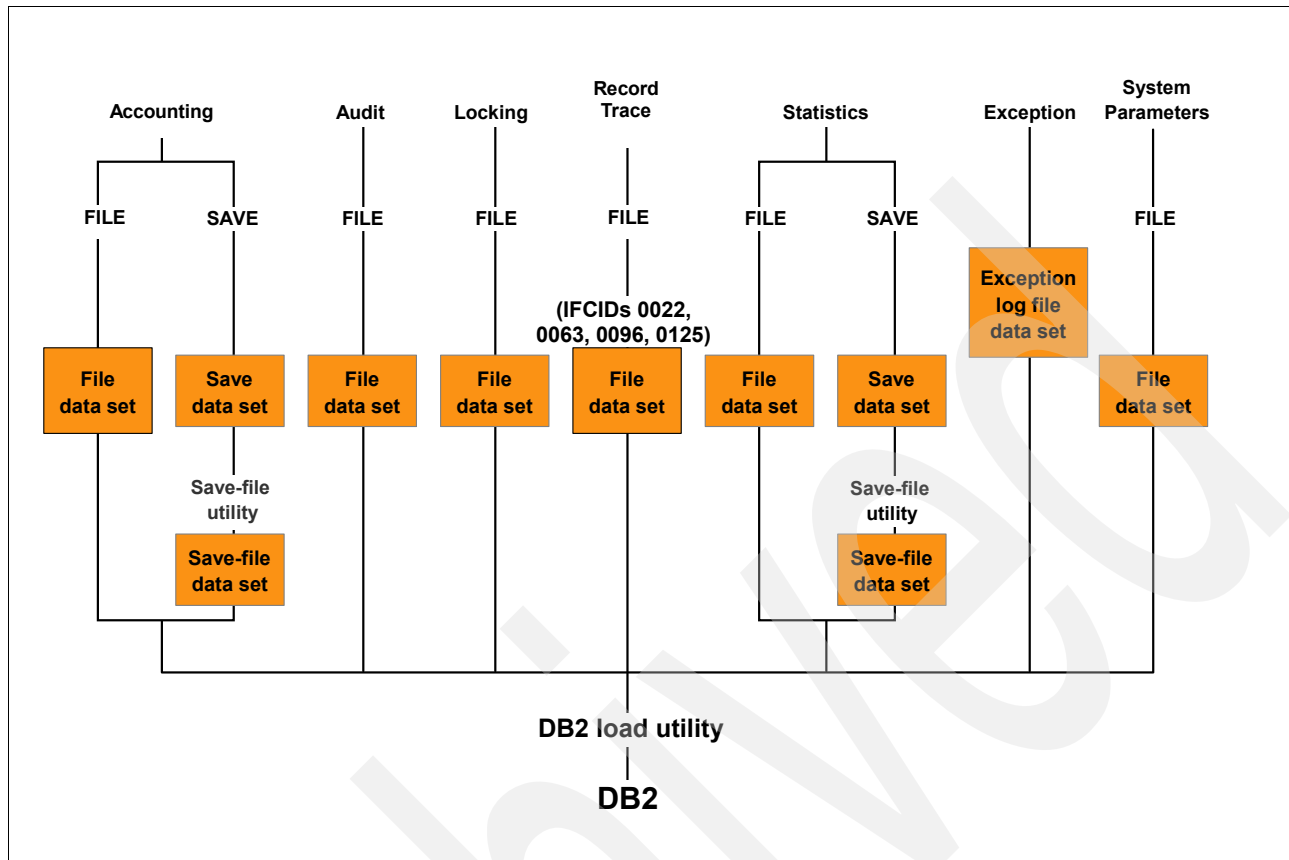 Accounting
Audit
Locking
Record
Trace
Statistics
Exception
System
Parameters
FILE
SAVE
FILE
FILE
FILE
FILE
SAVE
FILE
(IFCIDs 0022,
0063, 0096, 0125)
Exception
log file
data set
File
data set
Save
data set
File
data set
File
data set
File
data set
File
data set
Save
data set
File
data set
Save-file
utility
Save-file
utility
Save-file
data set
Save-file
data set
DB2 load utility
DB2